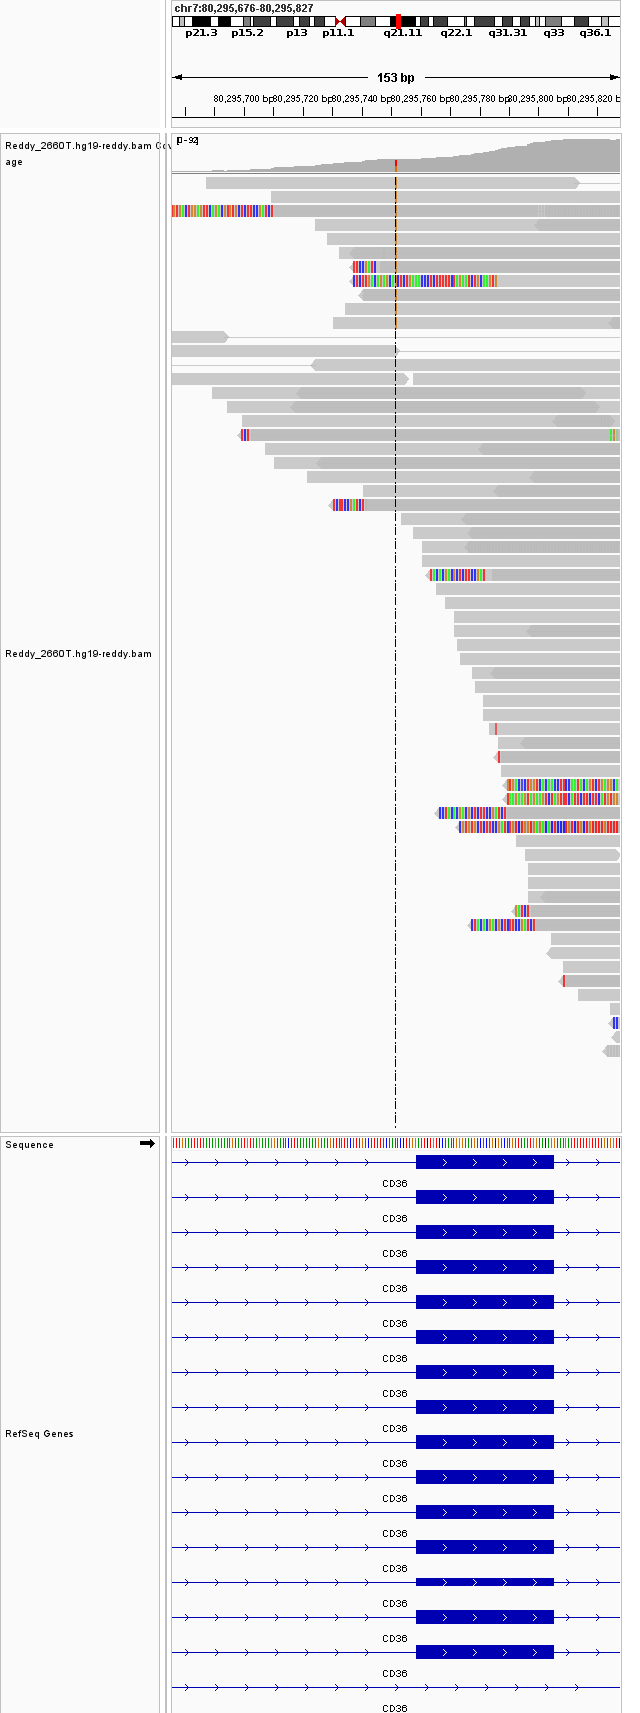 chr7:80,295,676-80,295,827
p21.3 p15.2 p13 p11.1 q21.11 q22.1 q31.31 q33 q36.1
153 bp
80,295,700 bp 80,295,720 bp 80,295,740 bp 80,295,760 bp 80,295,780 bp 80,295,800 bp 80,295,820 b
Reddy_2660T.hg19-reddy.bam Cov
age
[0-92]
Reddy_2660T.hg19-reddy.bam
Sequence
CD36
CD36
CD36
CD36
CD36
CD36
CD36
RefSeq Genes
CD36
CD36
CD36
CD36
CD36
CD36
CD36
CD36
CD36